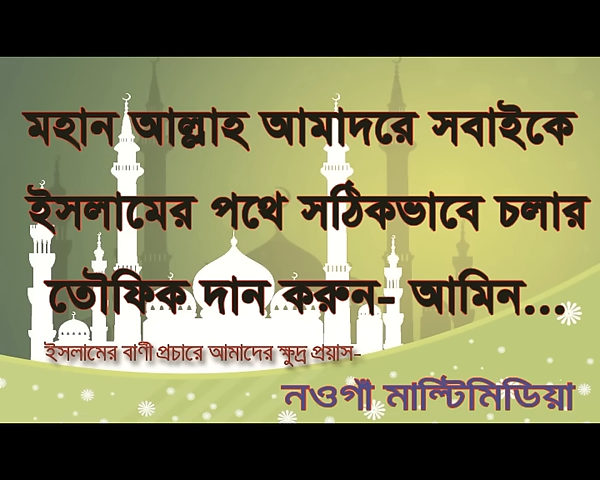 মহান আল্লাহ আমাদরে সবাইকে
ইসলামের পথে সঠিকভাবে চলার
তৌফিক দান করুন- আমিন...
ইসলামের বাণী প্রচারে আমাদের ক্ষুদ্র প্রয়াস-
নওগাঁ মাল্টিমিডিয়া